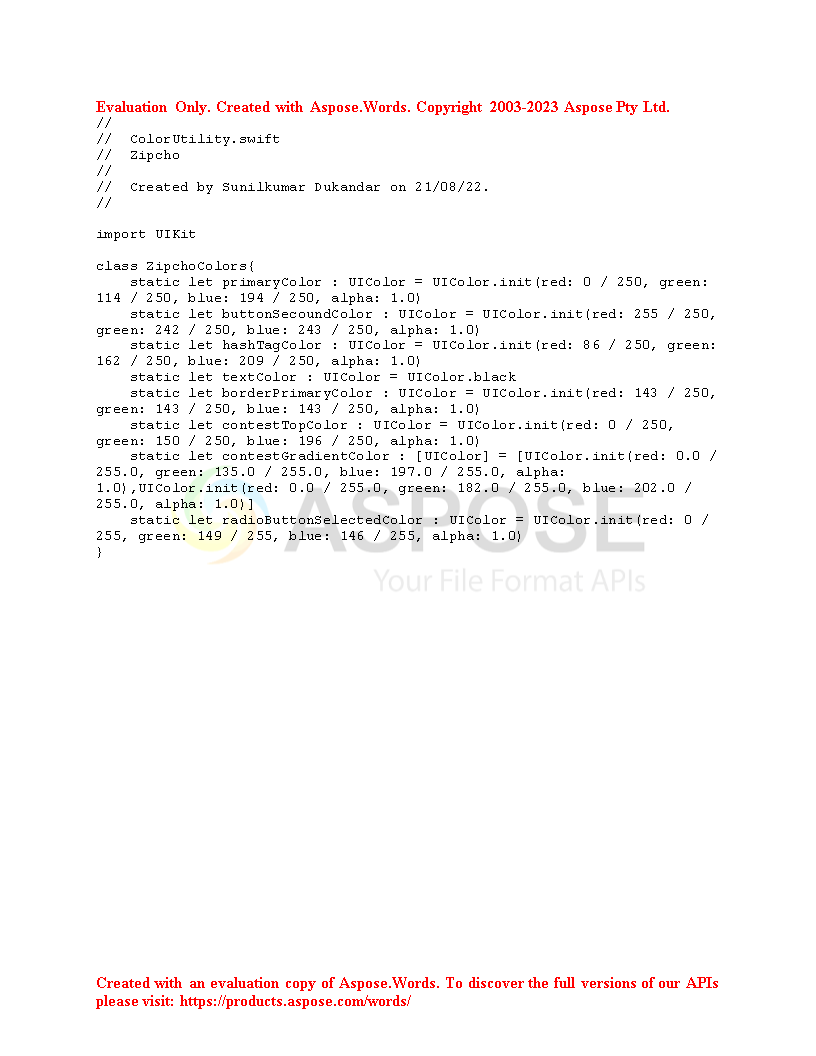 Evaluation Only. Created with Aspose.Words. Copyright 2003-2023 Aspose Pty Ltd.
//
//  ColorUtility.swift
//  Zipcho
//
//  Created by Sunilkumar Dukandar on 21/08/22.
//
import UIKit
class ZipchoColors{
    static let primaryColor : UIColor = UIColor.init(red: 0 / 250, green:
114 / 250, blue: 194 / 250, alpha: 1.0)
    static let buttonSecoundColor : UIColor = UIColor.init(red: 255 / 250,
green: 242 / 250, blue: 243 / 250, alpha: 1.0)
    static let hashTagColor : UIColor = UIColor.init(red: 86 / 250, green:
162 / 250, blue: 209 / 250, alpha: 1.0)
    static let textColor : UIColor = UIColor.black
    static let borderPrimaryColor : UIColor = UIColor.init(red: 143 / 250,
green: 143 / 250, blue: 143 / 250, alpha: 1.0)
    static let contestTopColor : UIColor = UIColor.init(red: 0 / 250,
green: 150 / 250, blue: 196 / 250, alpha: 1.0)
    static let contestGradientColor : [UIColor] = [UIColor.init(red: 0.0 /
255.0, green: 135.0 / 255.0, blue: 197.0 / 255.0, alpha:
1.0),UIColor.init(red: 0.0 / 255.0, green: 182.0 / 255.0, blue: 202.0 /
255.0, alpha: 1.0)]
    static let radioButtonSelectedColor : UIColor = UIColor.init(red: 0 /
255, green: 149 / 255, blue: 146 / 255, alpha: 1.0)
}
ASPOSE
Your File Format APIs
Created with an evaluation copy of Aspose.Words. To discover the full versions of our APIs
please visit: https://products.aspose.com/words/